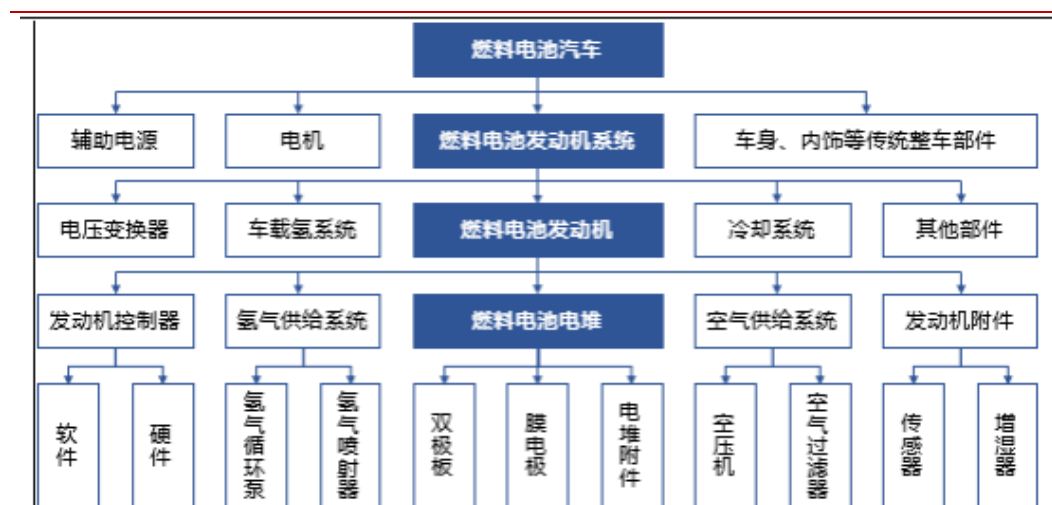 燃料电池汽车
辅助电源
电机
燃料电池发动机系统
车身、内饰等传统整车部件
电压变换器
车载氢系统
燃料电池发动机
冷却系统
其他部件
发动机控制器
氢气供给系统
燃料电池电堆
空气供给系统
发动机附件
软件
硬件
氢气循环泵
氢气喷射器
双极板
膜电极
电堆附件
空压机
空气过滤器
传感器
增湿器